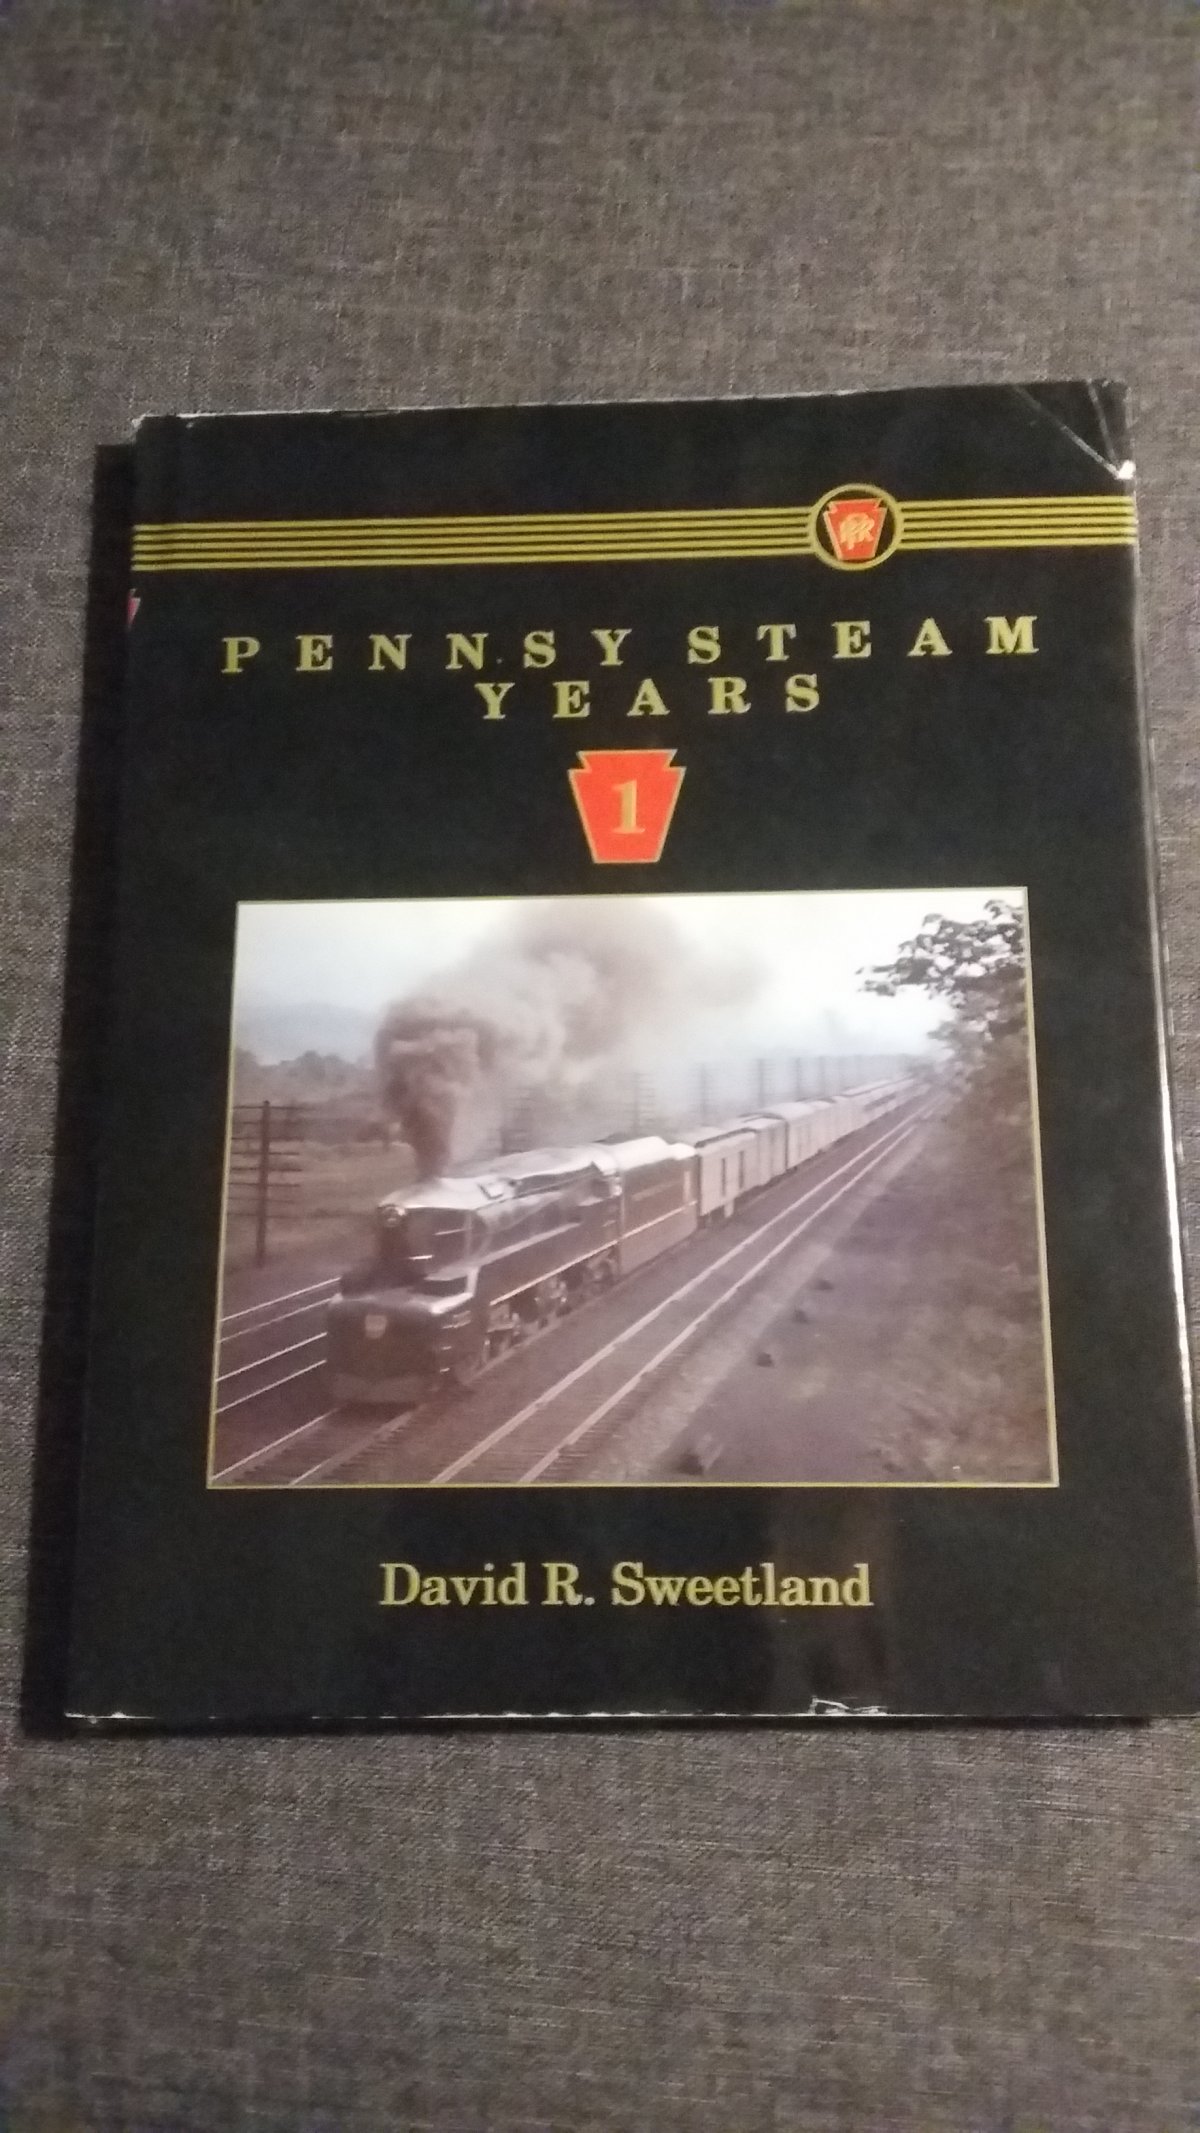 PRR
PENNSY STEAM
YEARS
1
David R. Sweetland